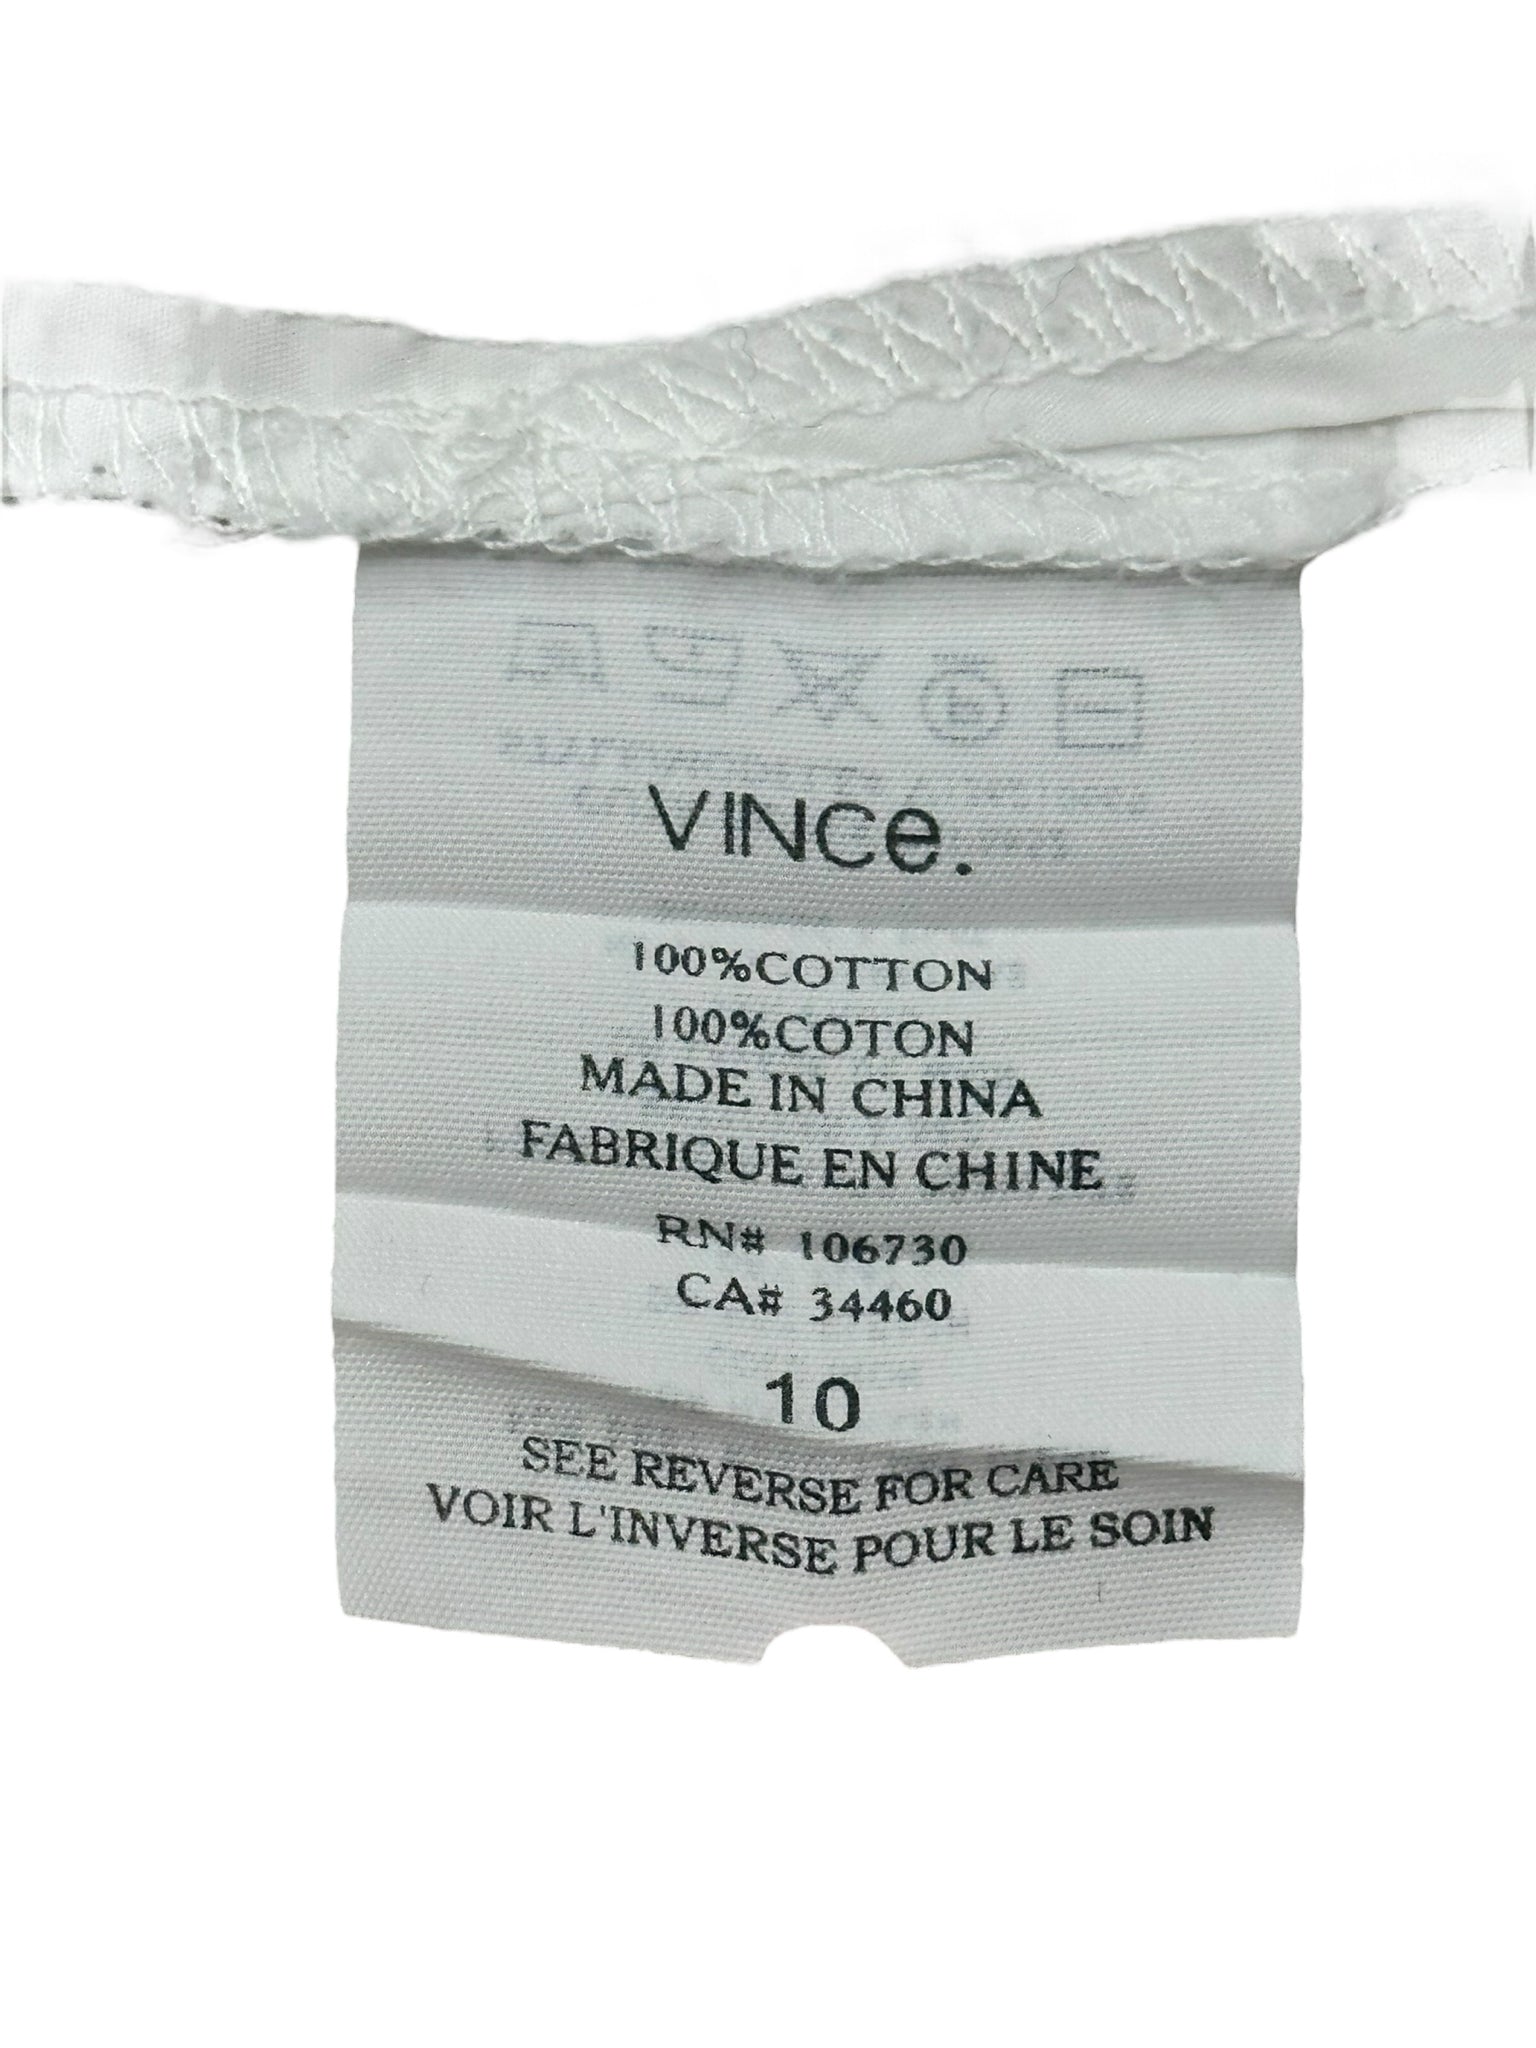 VINCe.
100%COTTON
100%COTON
MADE IN CHINA
FABRIQUE EN CHINE
RN# 106730
CA# 34460
10
SEE REVERSE FOR CARE
VOIR L'INVERSE POUR LE SOIN